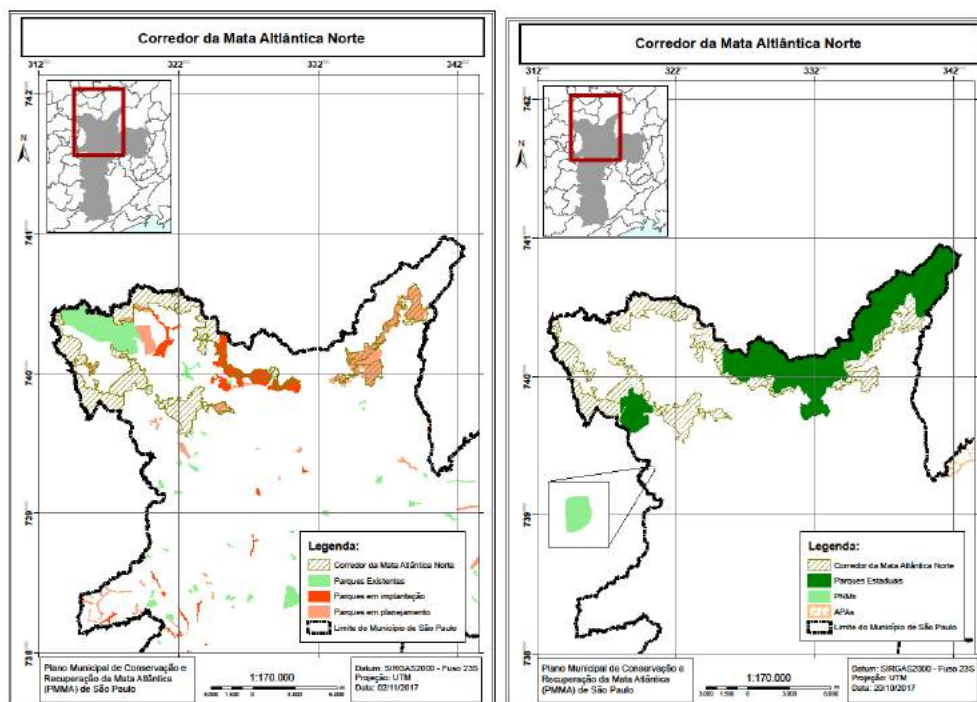 Corredor da Mata Altlântica Norte
312
322
332
342
742
N
741
740
739
738
Legenda:
Corredor da Mata Atlântica Norte
Parques Existentes
Parques em implantação
Parques em planejamento
Limite do Município de São Paulo
Plano Municipal de Conservação e
Recuperação da Mata Atlântica
(PMMA) de São Paulo
1:170.000
Datum: SIRGAS2000 - Fuso 23S
Projeção: UTM
Data: 02/11/2017
Corredor da Mata Altlântica Norte
312
322
332
342
742
N
741
740
739
738
Legenda:
Corredor da Mata Atlântica Norte
Parques Estaduais
PNMs
APAs
Limite do Município de São Paulo
Plano Municipal de Conservação e
Recuperação da Mata Atlântica
(PMMA) de São Paulo
1:170.000
Datum: SIRGAS2000 - Fuso 23S
Projeção: UTM
Data: 20/10/2017